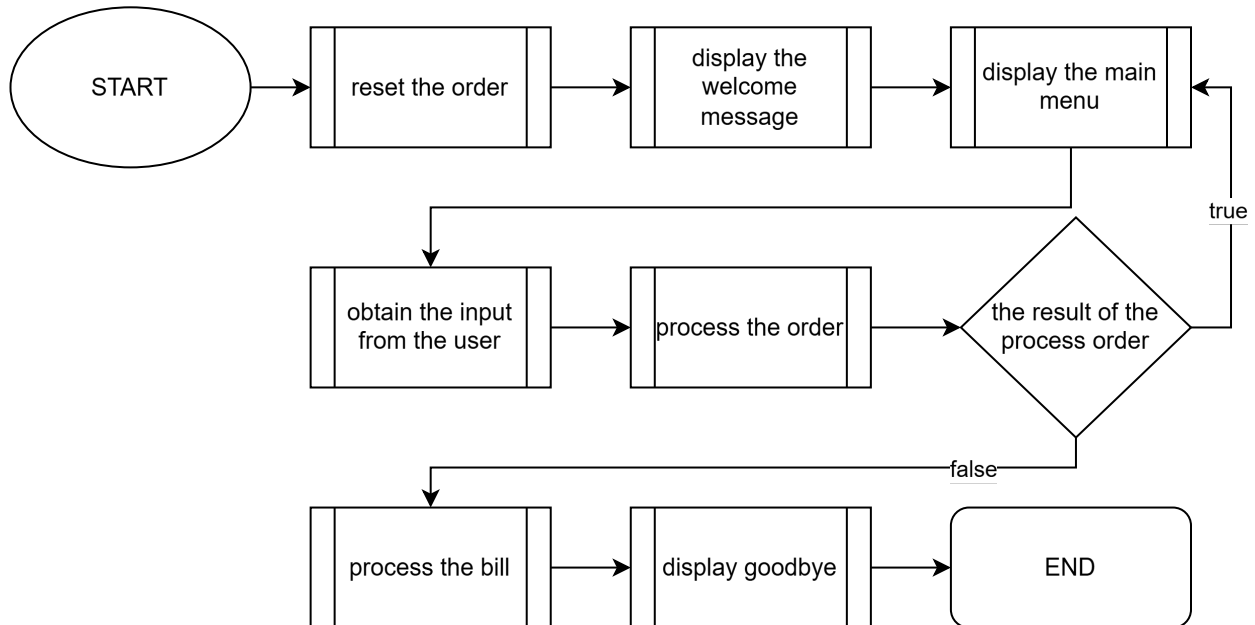 START
reset the order
display the
welcome
message
display the main
menu
true
obtain the input
from the user
process the order
the result of the
process order
false
process the bill
display goodbye
END